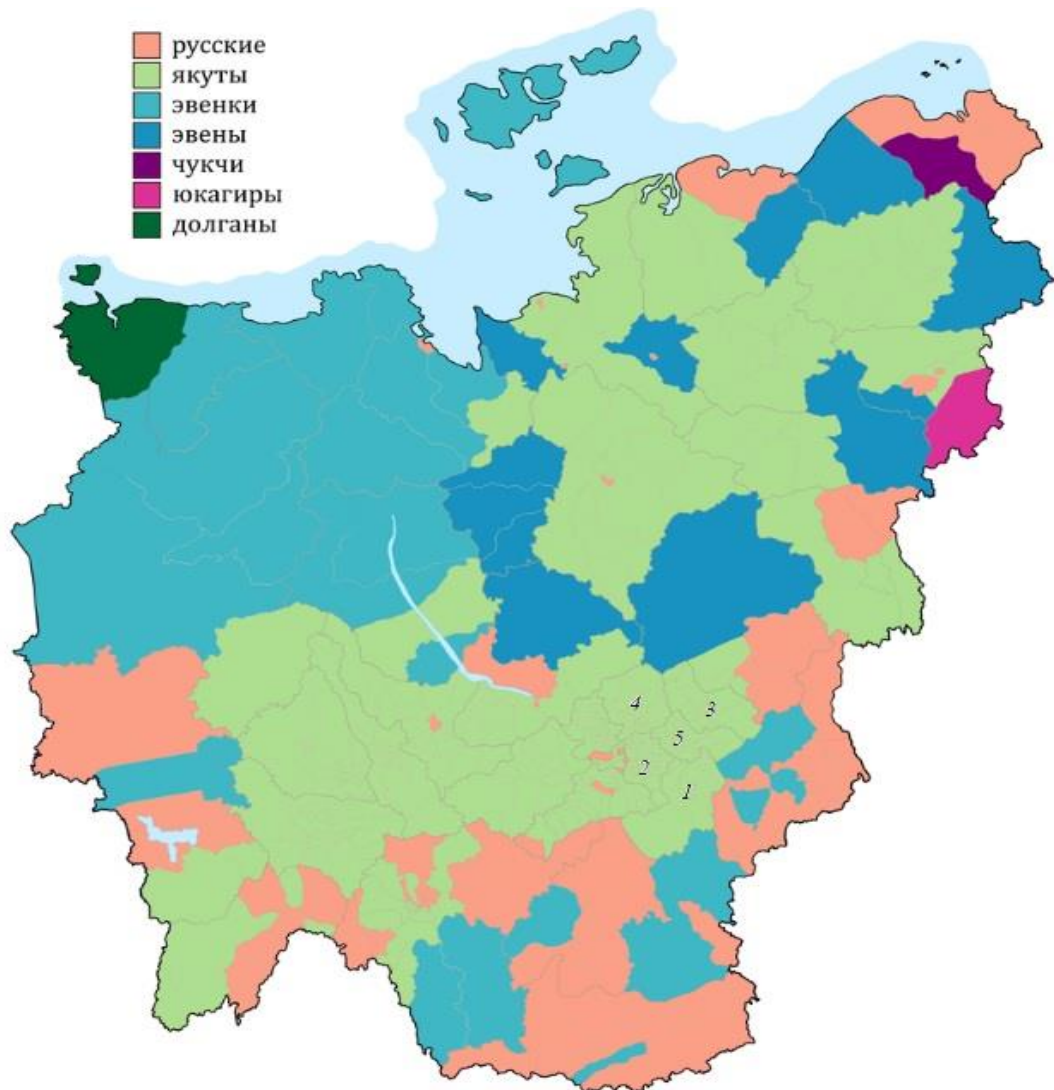 русские
якуты
эвенки
эвены
чукчи
юкагиры
долганы
4
3
5
2
1